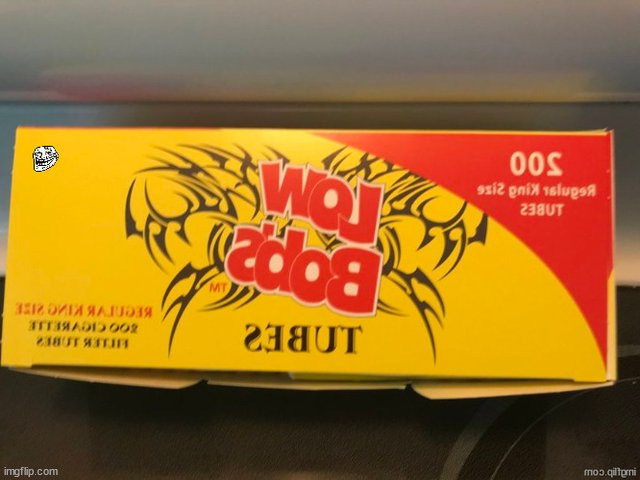 200
Regular King Size
TUBES
LOW
BOB'S
TM
TUBES
REGULAR KING SIZE
200 CIGARETTE
FILTER TUBES
imgflip.com
imgflip.com